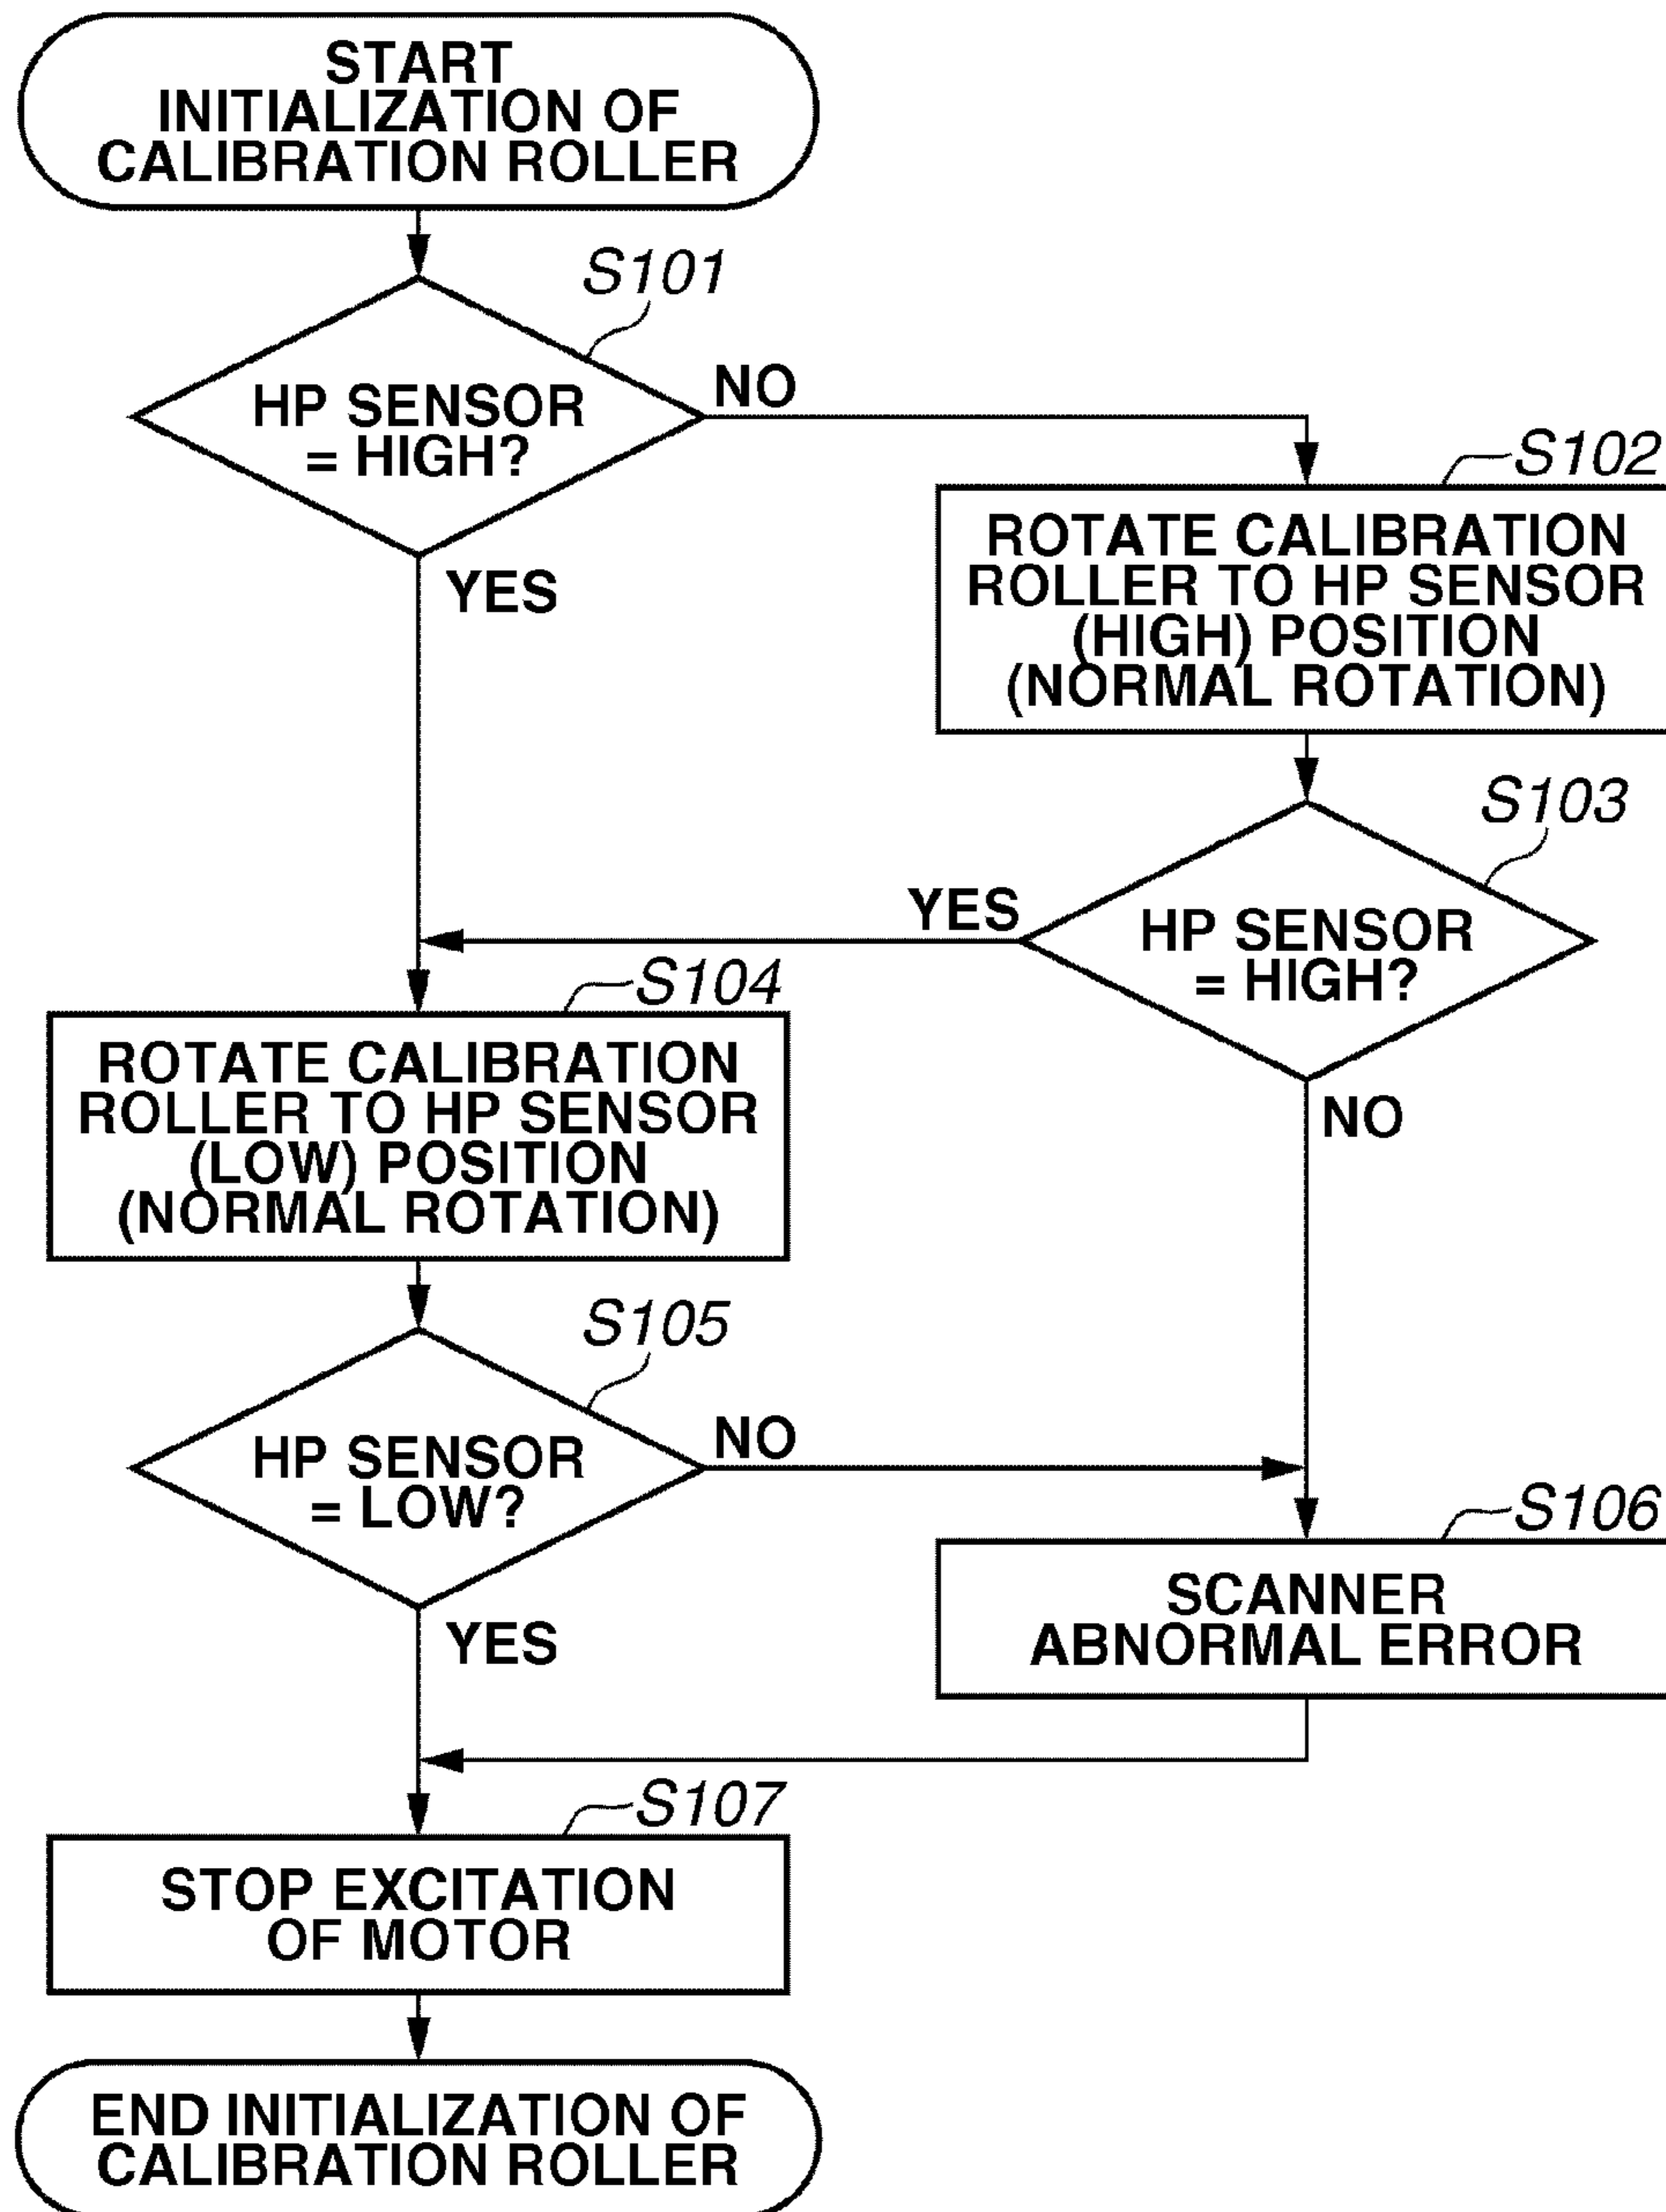 START
INITIALIZATION OF
CALIBRATION ROLLER
S101
HP SENSOR
= HIGH?
NO
YES
S102
ROTATE CALIBRATION
ROLLER TO HP SENSOR
(HIGH) POSITION
(NORMAL ROTATION)
S103
HP SENSOR
= HIGH?
YES
NO
S104
ROTATE CALIBRATION
ROLLER TO HP SENSOR
(LOW) POSITION
(NORMAL ROTATION)
S105
HP SENSOR
= LOW?
NO
YES
S106
SCANNER
ABNORMAL ERROR
S107
STOP EXCITATION
OF MOTOR
END INITIALIZATION OF
CALIBRATION ROLLER